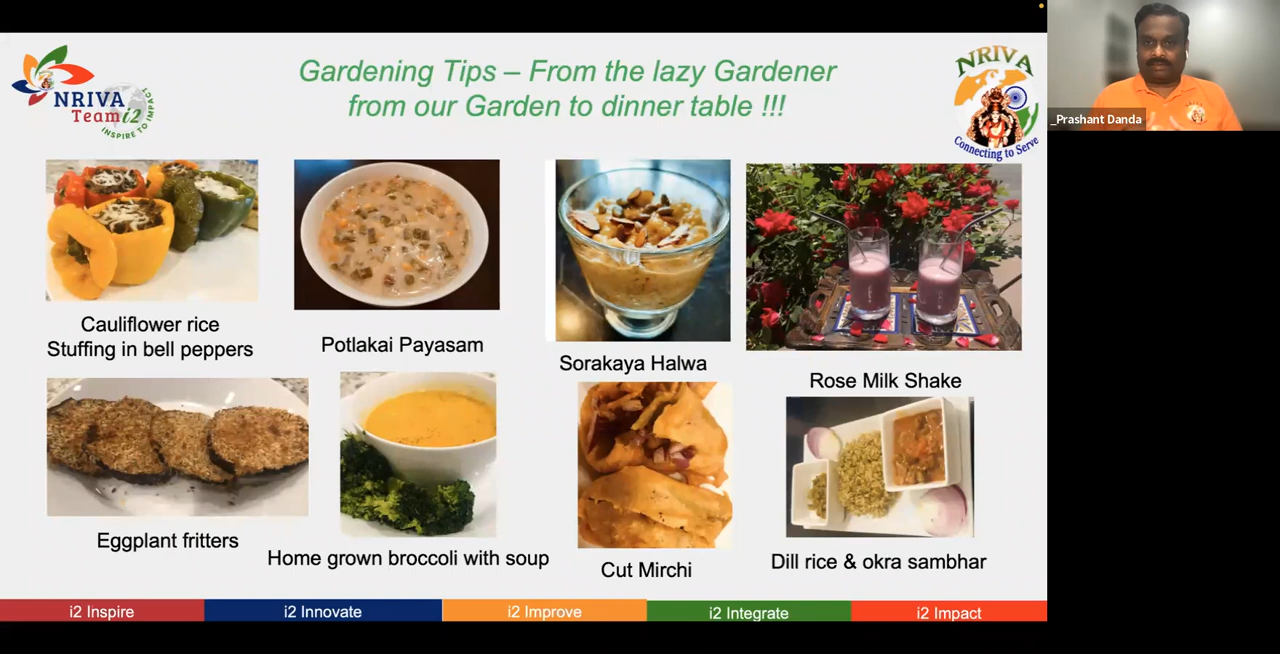 NRIVA
Team i2
INSPIRE TO IMPACT
Gardening Tips – From the lazy Gardener
from our Garden to dinner table !!!
NRIVA
Connecting to Serve
_Prashant Danda
Cauliflower rice
Stuffing in bell peppers
Potlakai Payasam
Sorakaya Halwa
Rose Milk Shake
Eggplant fritters
Home grown broccoli with soup
Cut Mirchi
Dill rice & okra sambhar
i2 Inspire
i2 Innovate
i2 Improve
i2 Integrate
i2 Impact